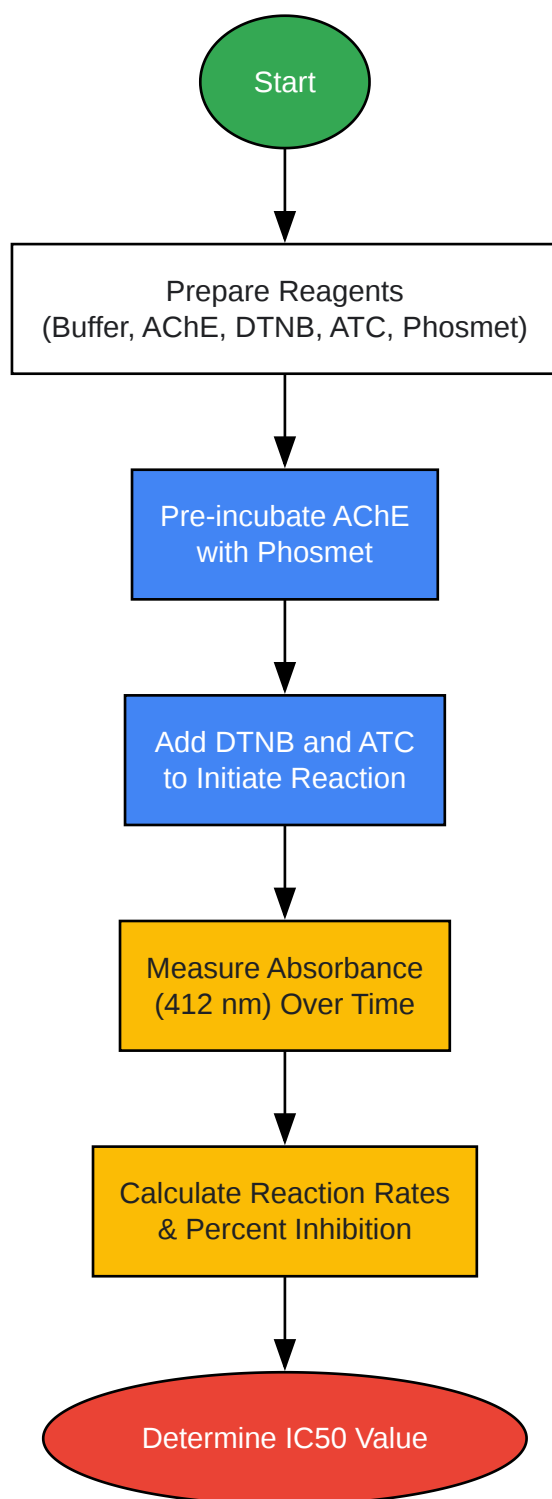 Start
Prepare Reagents
(Buffer, AChE, DTNB, ATC, Phosmet)
Pre-incubate AChE
with Phosmet
Add DTNB and ATC
to Initiate Reaction
Measure Absorbance
(412 nm) Over Time
Calculate Reaction Rates
& Percent Inhibition
Determine IC50 Value